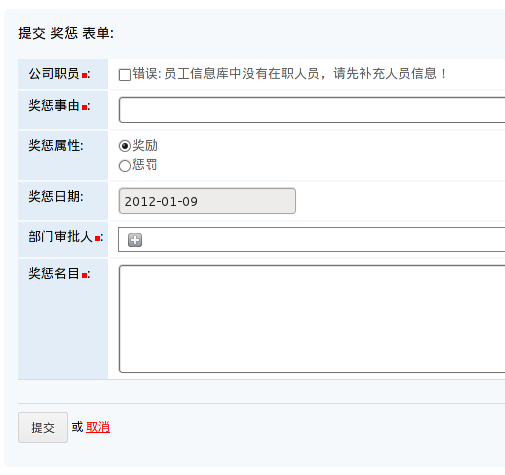 提交 奖惩 表单:
公司职员: 错误: 员工信息库中没有在职人员，请先补充人员信息！
奖惩事由:
奖惩属性: 奖励
惩罚
奖惩日期: 2012-01-09
部门审批人:
奖惩名目:
提交 或 取消